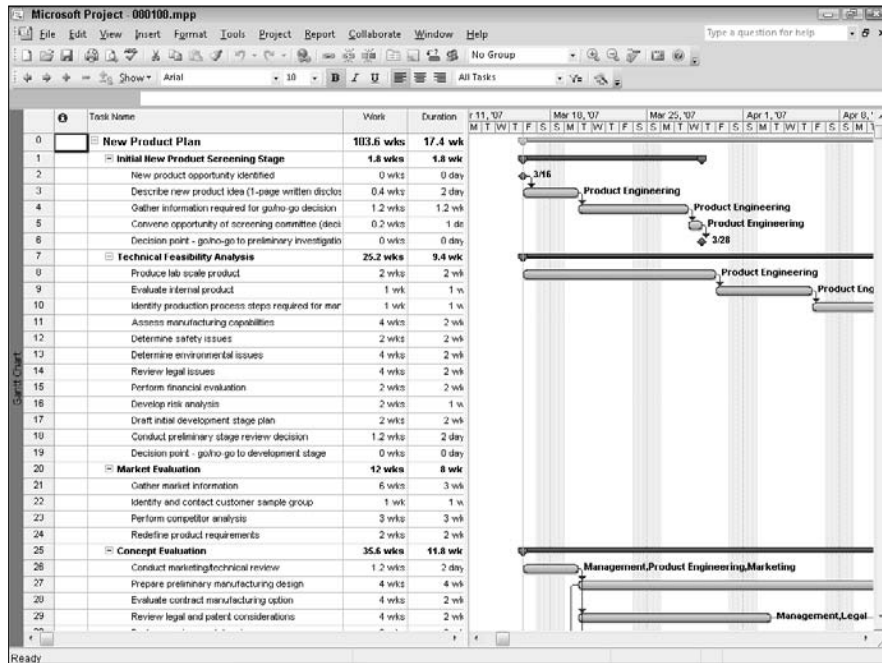 Microsoft Project - 000100.mpp
File Edit View Insert Format Tools Project Report Collaborate Window Help
Type a question for help
No Group
Show Arial 10 B I U All Tasks
Task Name Work Duration r 11, '07 Mar 18, '07 Mar 25, '07 Apr 1, '07 Apr 8, '
M T W T F S S M T W T F S S M T W T F S S M T W T F S S M
0 New Product Plan 103.6 wks 17.4 wk
1 Initial New Product Screening Stage 1.8 wks 1.8 wk
2 New product opportunity identified 0 wks 0 day 3/16
3 Describe new product idea (1-page written disclos 0.4 wks 2 day Product Engineering
4 Gather information required for go/no-go decision 1.2 wks 1.2 wk Product Engineering
5 Convene opportunity of screening committee (deci 0.2 wks 1 da Product Engineering
6 Decision point - go/no-go to preliminary investigatio 0 wks 0 day 3/28
7 Technical Feasibility Analysis 25.2 wks 9.4 wk
8 Produce lab scale product 2 wks 2 wk Product Engineering
9 Evaluate internal product 1 wk 1 w Product Eng
10 Identify production process steps required for mar 1 wk 1 w
11 Assess manufacturing capabilities 4 wks 2 wk
12 Determine safety issues 2 wks 2 wk
13 Determine environmental issues 4 wks 2 wk
14 Review legal issues 4 wks 2 wk
15 Perform financial evaluation 2 wks 2 wk
16 Develop risk analysis 2 wks 1 w
17 Draft initial development stage plan 2 wks 2 wk
18 Conduct preliminary stage review decision 1.2 wks 2 day
19 Decision point - go/no-go to development stage 0 wks 0 day
20 Market Evaluation 12 wks 8 wk
21 Gather market information 6 wks 3 wk
22 Identify and contact customer sample group 1 wk 1 w
23 Perform competitor analysis 3 wks 3 wk
24 Redefine product requirements 2 wks 2 wk
25 Concept Evaluation 35.6 wks 11.8 wk
26 Conduct marketing/technical review 1.2 wks 2 day Management,Product Engineering,Marketing
27 Prepare preliminary manufacturing design 4 wks 4 wk
28 Evaluate contract manufacturing option 4 wks 2 wk
29 Review legal and patent considerations 4 wks 4 wk Management,Legal
Gantt Chart
Ready